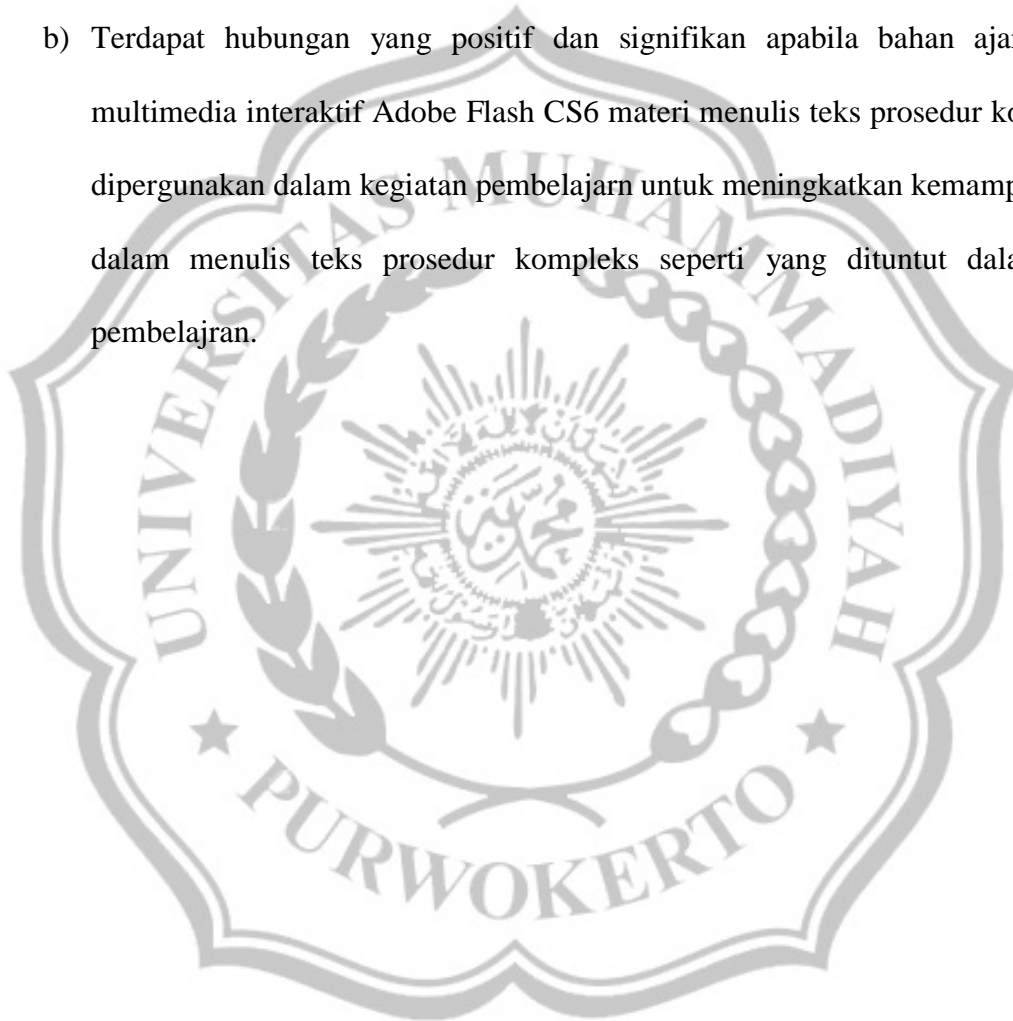 b) Terdapat hubungan yang positif dan signifikan apabila bahan ajar
multimedia interaktif Adobe Flash CS6 materi menulis teks prosedur ko
dipergunakan dalam kegiatan pembelajarn untuk meningkatkan kemamp
dalam menulis teks prosedur kompleks seperti yang dituntut dala
pembelajran.
UNIVERSITAS MUHAMMADIYAH
PURWOKERTO